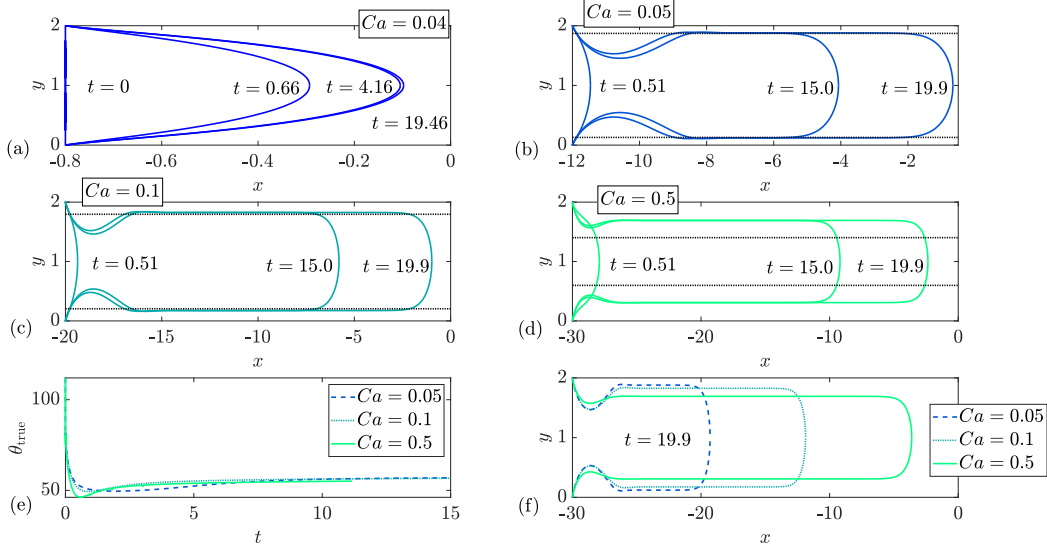 Ca = 0.04
2
1
0
y
t = 0
t = 0.66
t = 4.16
t = 19.46
(a)
-0.8
-0.6
-0.4
-0.2
0
x
Ca = 0.05
2
1
0
y
t = 0.51
t = 15.0
t = 19.9
(b)
-12
-10
-8
-6
-4
-2
x
Ca = 0.1
2
1
0
y
t = 0.51
t = 15.0
t = 19.9
(c)
-20
-15
-10
-5
0
x
Ca = 0.5
2
1
0
y
t = 0.51
t = 15.0
t = 19.9
(d)
-30
-20
-10
0
x
100
50
θtrue
Ca = 0.05
Ca = 0.1
Ca = 0.5
(e)
0
5
10
15
t
2
1
0
y
t = 19.9
Ca = 0.05
Ca = 0.1
Ca = 0.5
(f)
-30
-20
-10
0
x